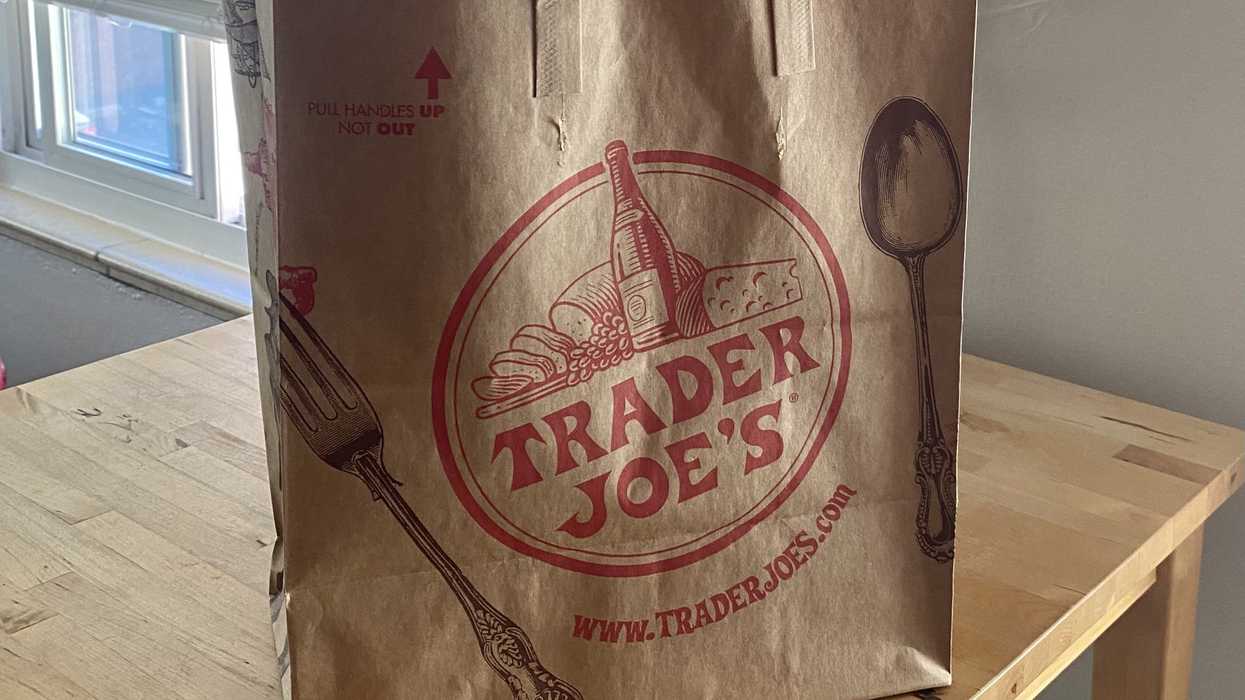 PULL HANDLES UP
NOT OUT
TRADER
JOE'S®
www.TRADERJOES.com